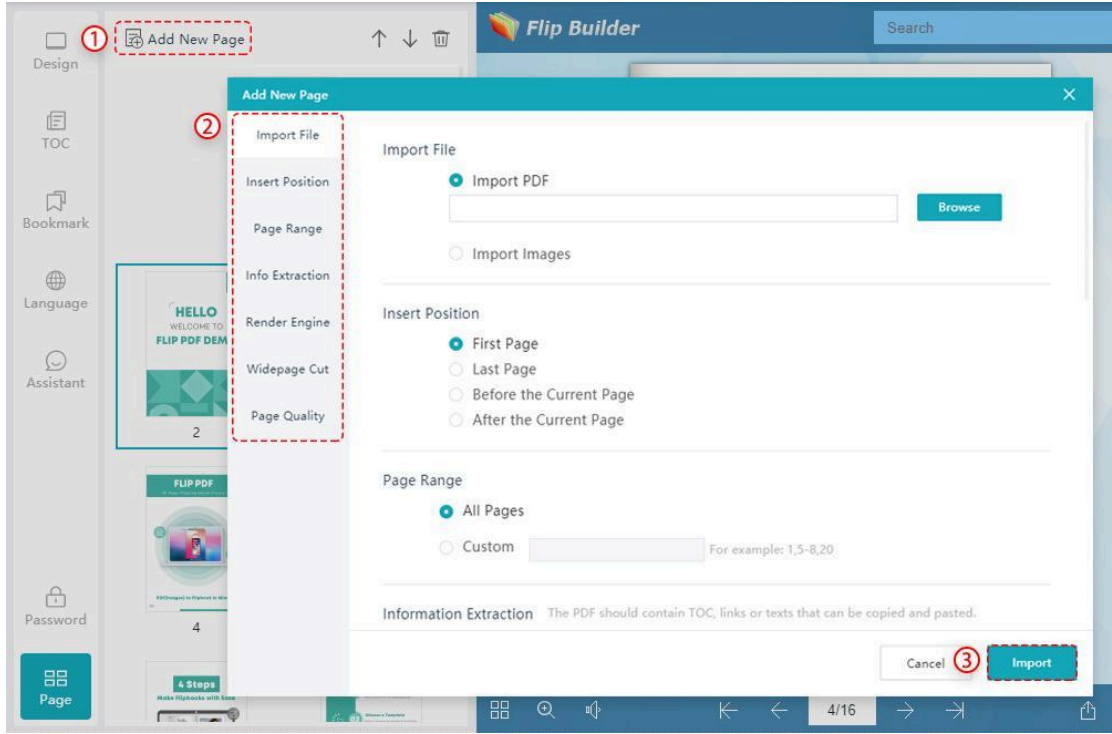 ① Add New Page
Flip Builder
Search
Design
TOC
Bookmark
Language
Assistant
Password
Page
HELLO
WELCOME TO
FLIP PDF DEM
2
FLIP PDF
4
4 Steps
Make Flipbooks with Ease
Add New Page
②
Import File
Insert Position
Page Range
Info Extraction
Render Engine
Widepage Cut
Page Quality
Import File
Import PDF
Browse
Import Images
Insert Position
First Page
Last Page
Before the Current Page
After the Current Page
Page Range
All Pages
Custom For example: 1,5-8,20
Information Extraction The PDF should contain TOC, links or texts that can be copied and pasted.
Cancel ③ Import
4/16